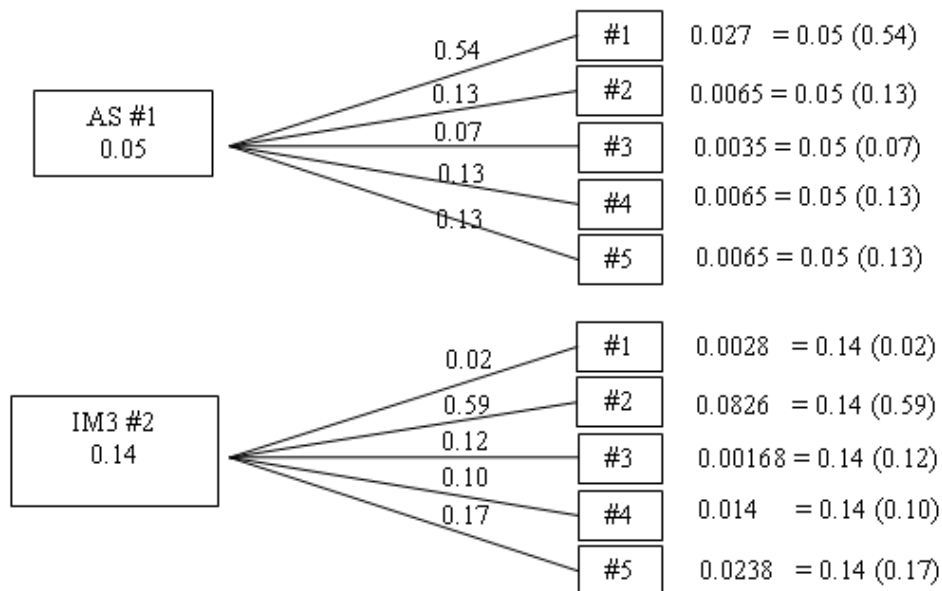 0.54
#1
0.027 = 0.05 (0.54)
0.13
#2
0.0065 = 0.05 (0.13)
AS #1
0.05
0.07
#3
0.0035 = 0.05 (0.07)
0.13
#4
0.0065 = 0.05 (0.13)
0.13
#5
0.0065 = 0.05 (0.13)
0.02
#1
0.0028 = 0.14 (0.02)
0.59
#2
0.0826 = 0.14 (0.59)
IM3 #2
0.14
0.12
#3
0.00168 = 0.14 (0.12)
0.10
#4
0.014 = 0.14 (0.10)
0.17
#5
0.0238 = 0.14 (0.17)